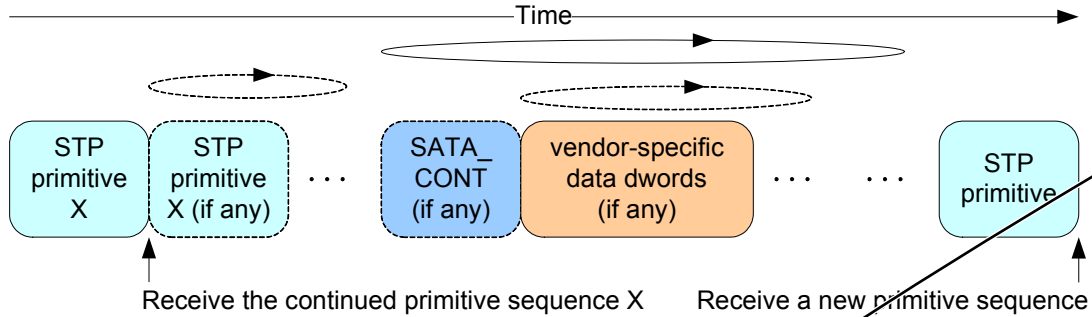 Time
STP
primitive
X
STP
primitive
X (if any)
. . .
SATA_
CONT
(if any)
vendor-specific
data dwords
(if any)
. . . .
. . .
STP
primitive
Receive the continued primitive sequence X
Receive a new primitive sequence